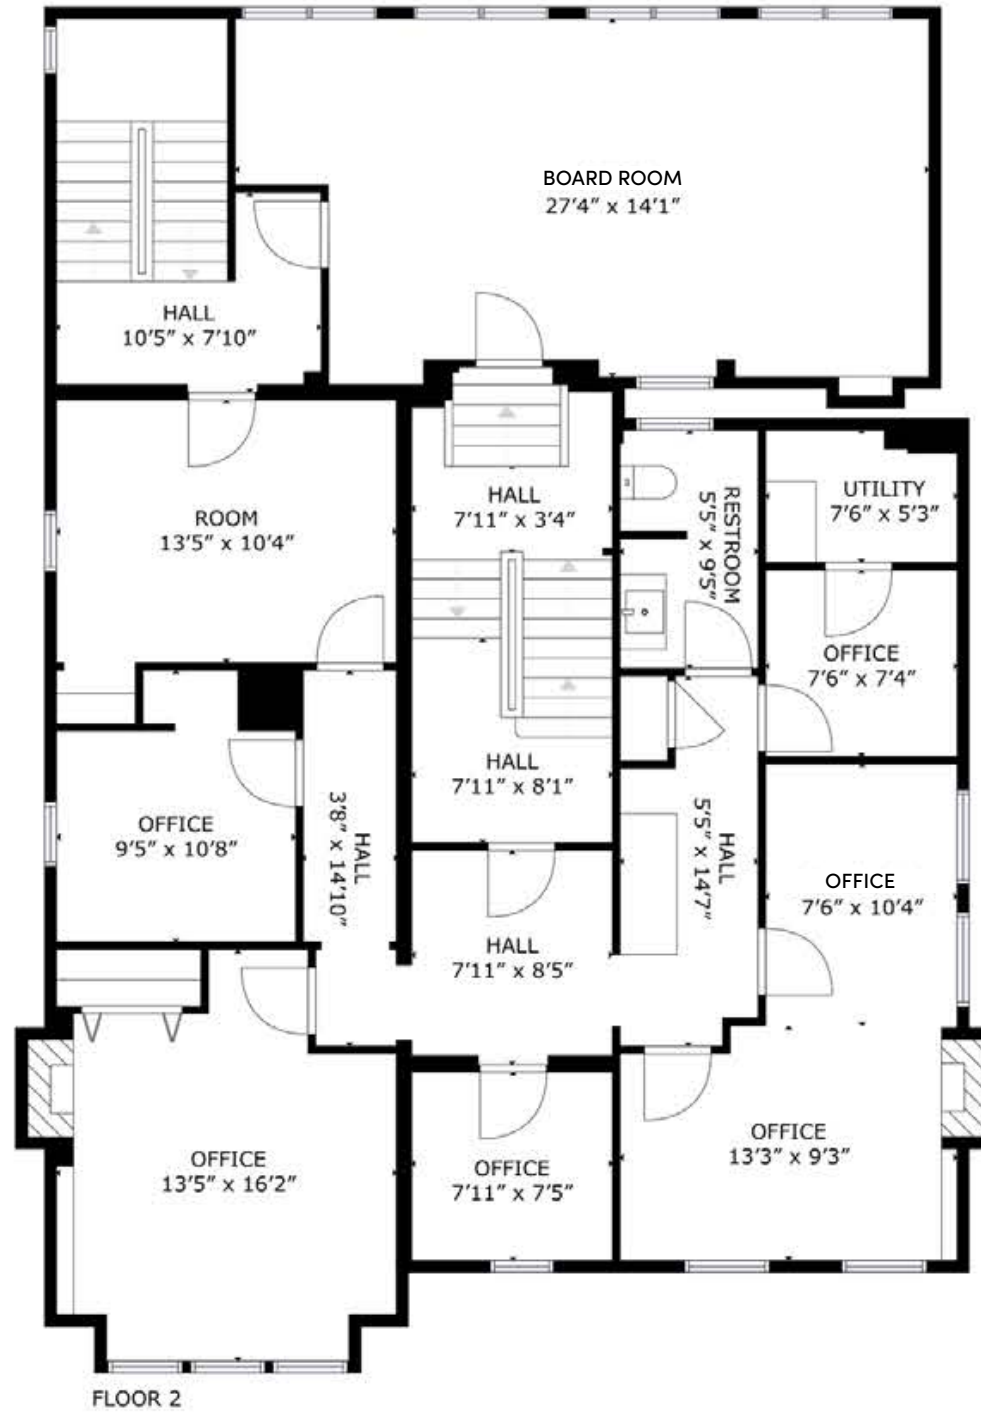 BOARD ROOM
27'4" x 14'1"
HALL
10'5" x 7'10"
ROOM
13'5" x 10'4"
HALL
7'11" x 3'4"
RESTROOM
5'5" x 9'5"
UTILITY
7'6" x 5'3"
OFFICE
7'6" x 7'4"
HALL
7'11" x 8'1"
OFFICE
9'5" x 10'8"
HALL
3'8" x 14'10"
HALL
5'5" x 14'7"
OFFICE
7'6" x 10'4"
HALL
7'11" x 8'5"
OFFICE
13'5" x 16'2"
OFFICE
7'11" x 7'5"
OFFICE
13'3" x 9'3"
FLOOR 2